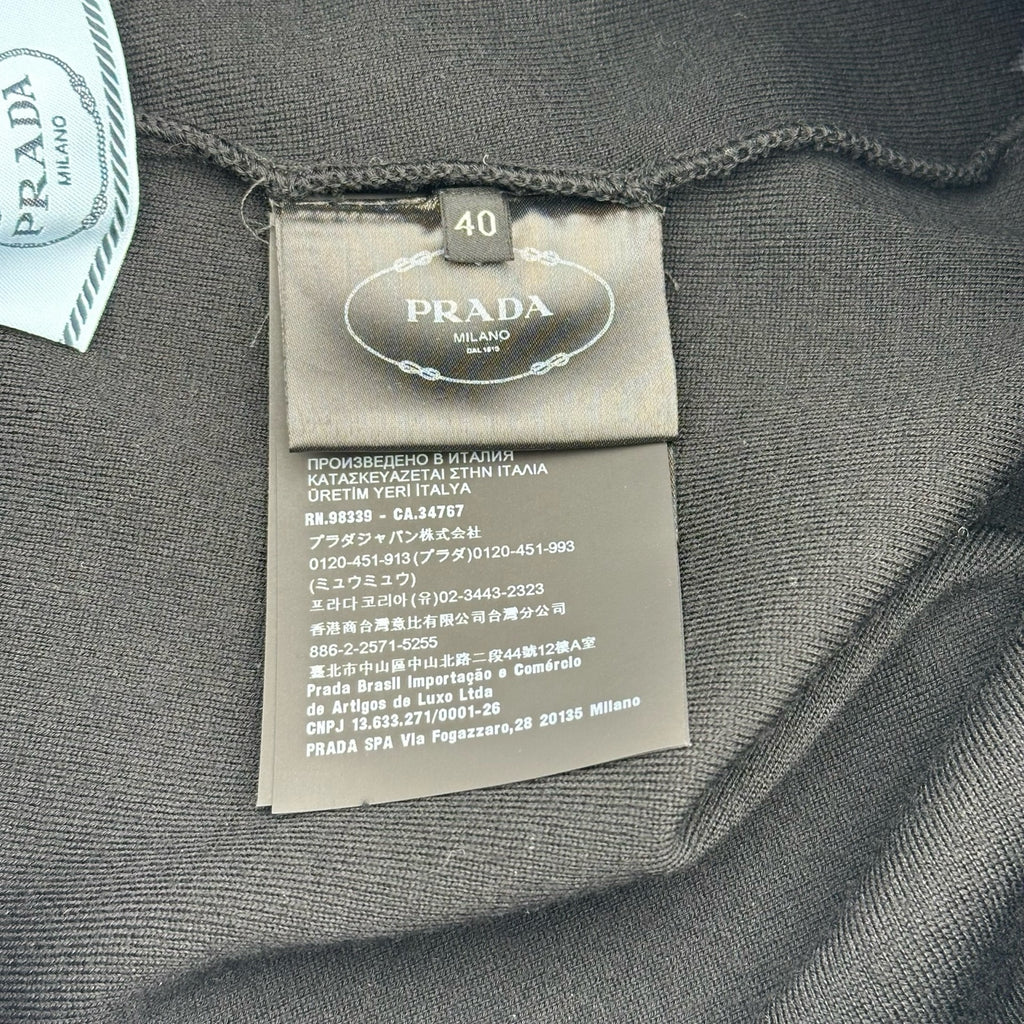 PRADA
MILANO
40
PRADA
MILANO
DAL 1913
ПРОИЗВЕДЕНО В ИТАЛИЯ
ΚΑΤΑΣΚΕΥΑΖΕΤΑΙ ΣΤΗΝ ΙΤΑΛΙΑ
ÜRETİM YERİ İTALYA
RN.98339 - CA.34767
プラダジャパン株式会社
0120-451-913(プラダ)0120-451-993
(ミュウミュウ)
프라다코리아(유)02-3443-2323
香港商台灣意比有限公司台灣分公司
886-2-2571-5255
臺北市中山區中山北路二段44號12樓A室
Prada Brasil Importação e Comércio
de Artigos de Luxo Ltda
CNPJ 13.633.271/0001-26
PRADA SPA Via Fogazzaro,28 20135 Milano